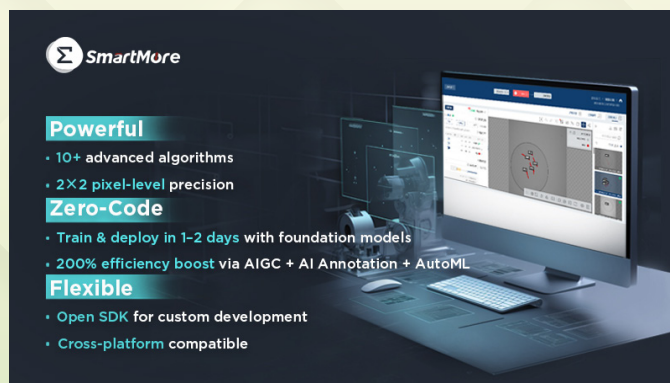 Σ SmartMore
Powerful
• 10+ advanced algorithms
• 2×2 pixel-level precision
Zero-Code
• Train & deploy in 1–2 days with foundation models
• 200% efficiency boost via AIGC + AI Annotation + AutoML
Flexible
• Open SDK for custom development
• Cross-platform compatible